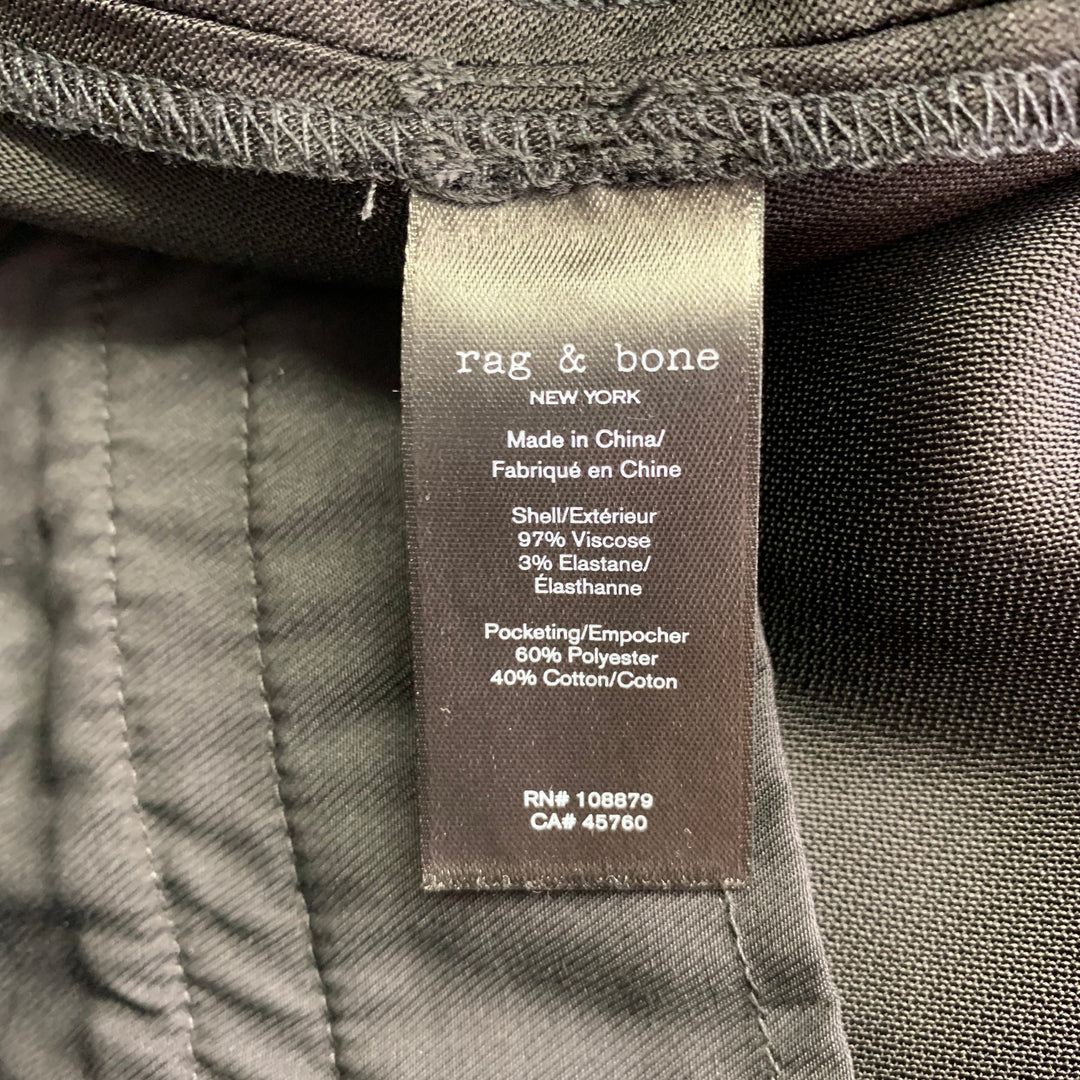 rag & bone
NEW YORK
Made in China/
Fabriqué en Chine
Shell/Extérieur
97% Viscose
3% Elastane/
Élasthanne
Pocketing/Empocher
60% Polyester
40% Cotton/Coton
RN# 108879
CA# 45760